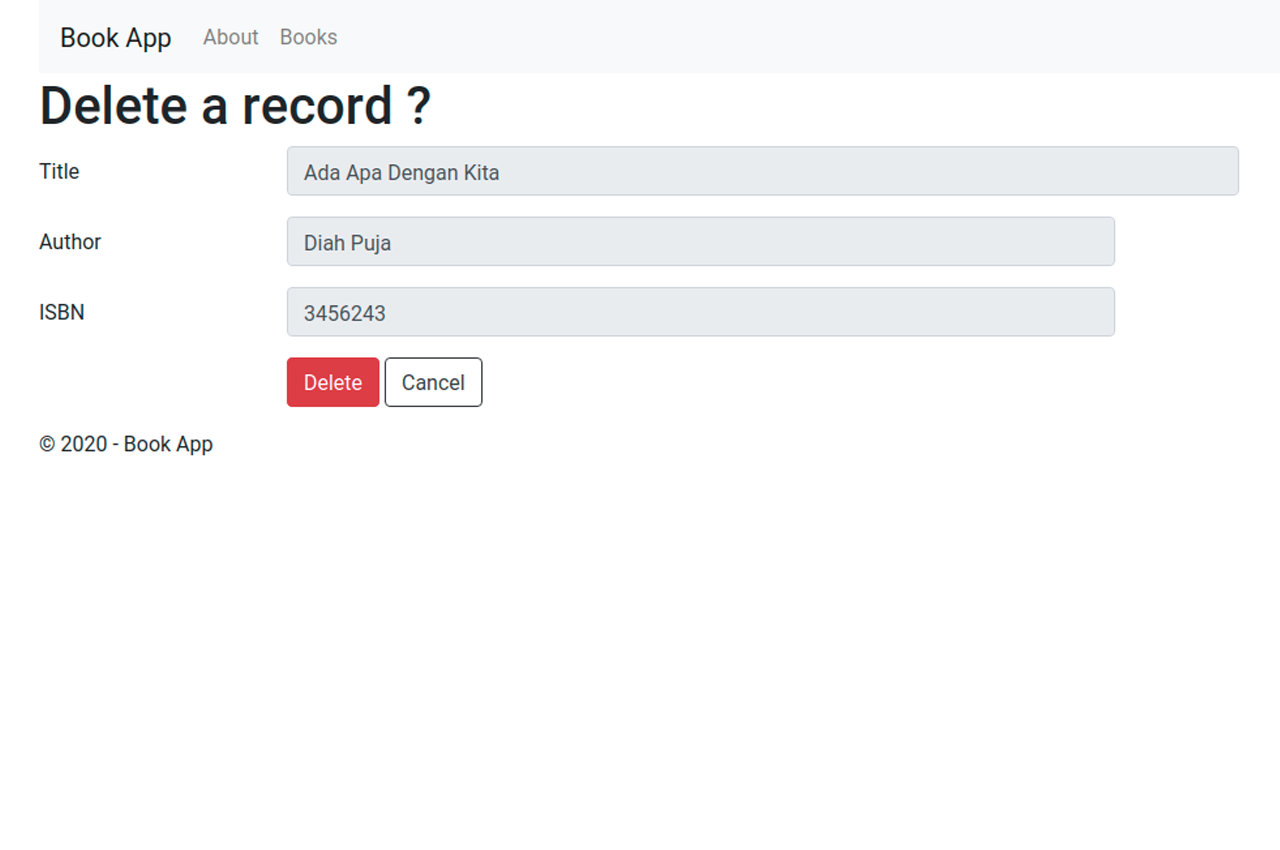 Book App About Books
Delete a record ?
Title Ada Apa Dengan Kita
Author Diah Puja
ISBN 3456243
Delete Cancel
© 2020 - Book App